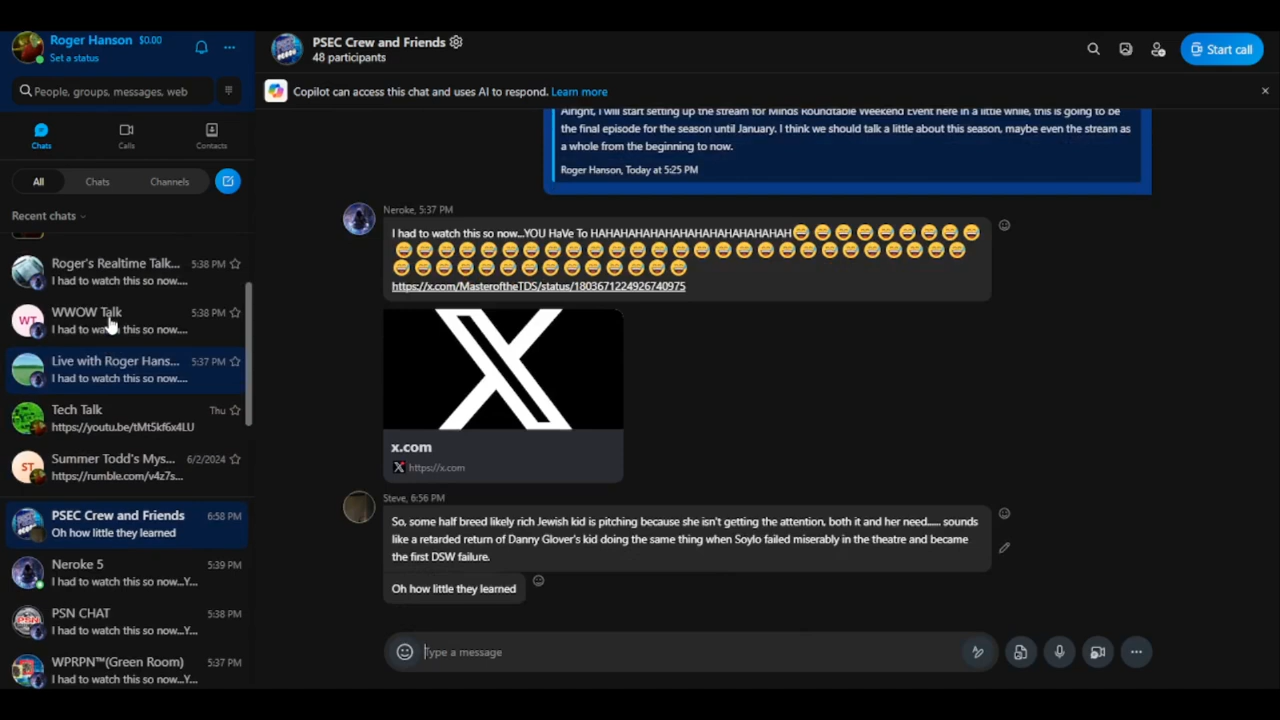 Roger Hanson $0.00
Set a status
People, groups, messages, web
Chats
Calls
Contacts
All
Chats
Channels
Recent chats
Roger's Realtime Talk... 5:38 PM
I had to watch this so now....
WT
WWOW Talk 5:38 PM
I had to watch this so now....
Live with Roger Hans... 5:37 PM
I had to watch this so now....
Tech Talk Thu
https://youtu.be/tMt5kf6x4LU
ST
Summer Todd's Mys... 6/2/2024
https://rumble.com/v4z7s...
PSEC Crew and Friends 6:58 PM
Oh how little they learned
Neroke 5 5:39 PM
I had to watch this so now...Y...
PSN CHAT 5:38 PM
I had to watch this so now...Y...
WPRPN™(Green Room) 5:37 PM
I had to watch this so now...Y...
PSEC Crew and Friends
48 participants
Start call
Copilot can access this chat and uses AI to respond. Learn more
Alright, I will start setting up the stream for Minds Roundtable Weekend Event here in a little while, this is going to be
the final episode for the season until January. I think we should talk a little about this season, maybe even the stream as
a whole from the beginning to now.
Roger Hanson, Today at 5:25 PM
Neroke, 5:37 PM
I had to watch this so now...YOU HaVe To HAHAHAHAHAHAHAHAHAHAHAHAHAH
https://x.com/MasteroftheTDS/status/1803671224926740975
x.com
https://x.com
Steve, 6:56 PM
So, some half breed likely rich Jewish kid is pitching because she isn't getting the attention, both it and her need..... sounds
like a retarded return of Danny Glover's kid doing the same thing when Soylo failed miserably in the theatre and became
the first DSW failure.
Oh how little they learned
Type a message